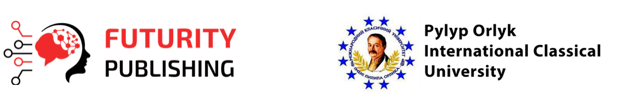 FUTURITY
PUBLISHING
Pylyp Orlyk
International Classical
University